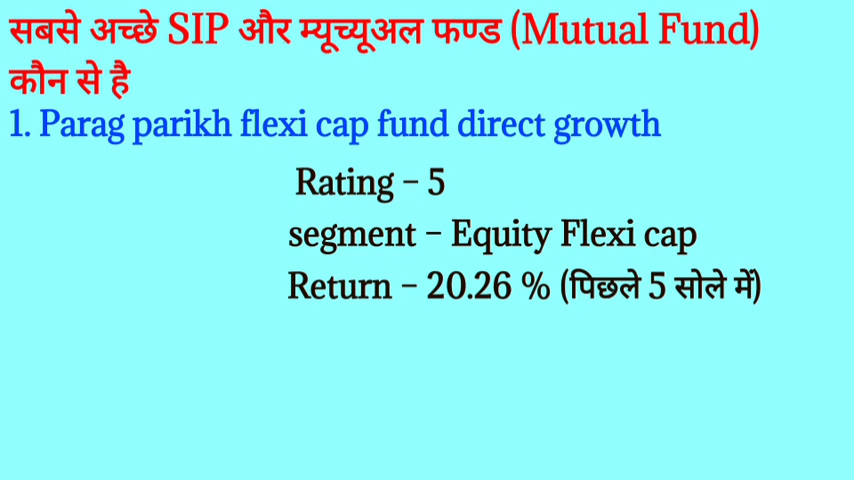 सबसे अच्छे SIP और म्यूच्यूअल फण्ड (Mutual Fund)
कौन से है
1. Parag parikh flexi cap fund direct growth
Rating – 5
segment – Equity Flexi cap
Return – 20.26 % (पिछले 5 सोले में)